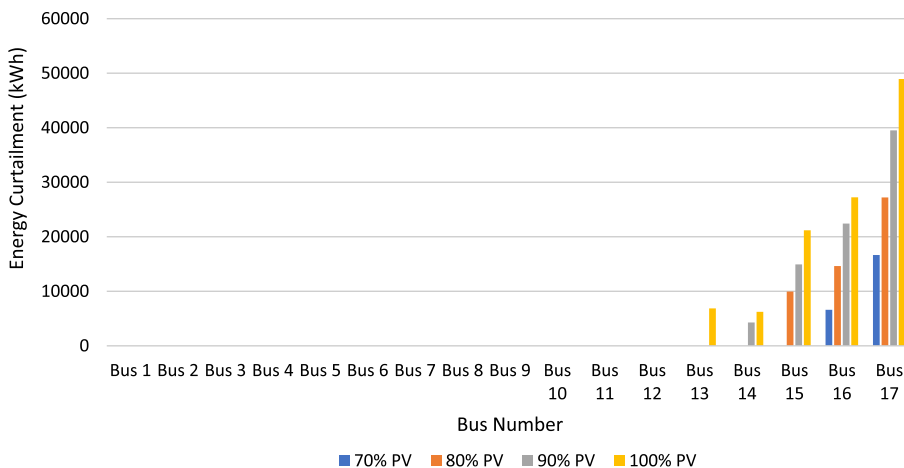 60000
50000
40000
30000
20000
10000
0
Energy Curtailment (kWh)
Bus 1 Bus 2 Bus 3 Bus 4 Bus 5 Bus 6 Bus 7 Bus 8 Bus 9 Bus Bus Bus Bus Bus Bus Bus Bus
10 11 12 13 14 15 16 17
Bus Number
70% PV 80% PV 90% PV 100% PV